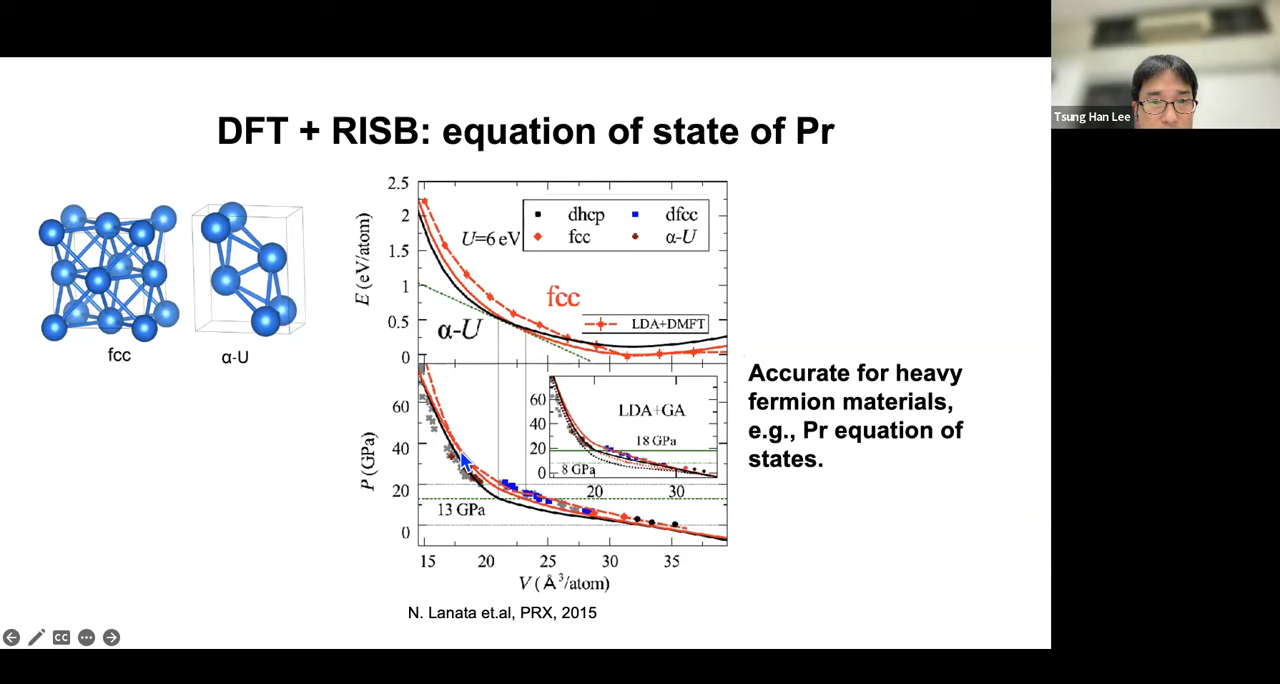 Tsung Han Lee
DFT + RISB: equation of state of Pr
fcc
α-U
2.5
2
1.5
1
0.5
0
E (eV/atom)
U=6 eV
dhcp
dfcc
fcc
α-U
fcc
LDA+DMFT
α-U
60
40
20
0
P (GPa)
13 GPa
60
40
20
0
LDA+GA
18 GPa
8 GPa
20
30
15
20
25
30
35
V (Å³/atom)
N. Lanata et.al, PRX, 2015
Accurate for heavy
fermion materials,
e.g., Pr equation of
states.
CC